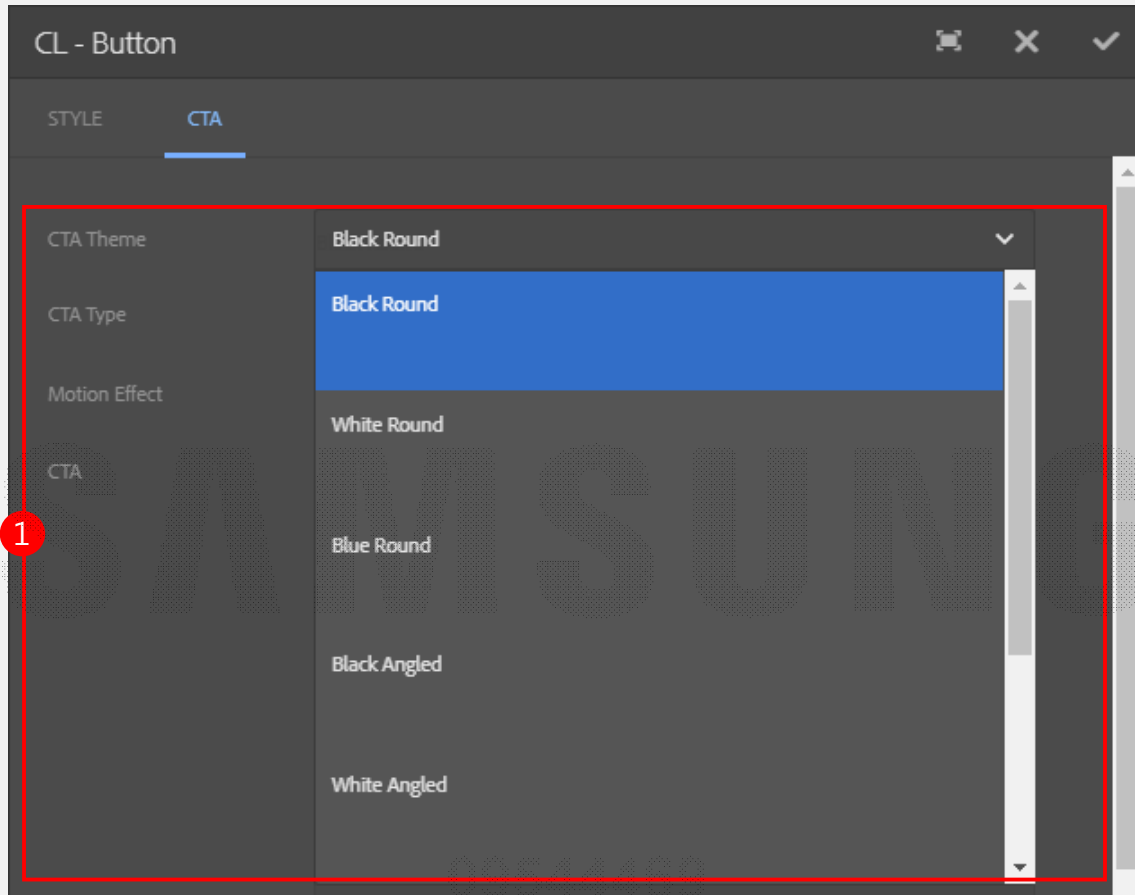 CL - Button
STYLE CTA
CTA Theme Black Round
Black Round
CTA Type
Motion Effect
White Round
CTA
SAMSUNG
1
Blue Round
Black Angled
White Angled